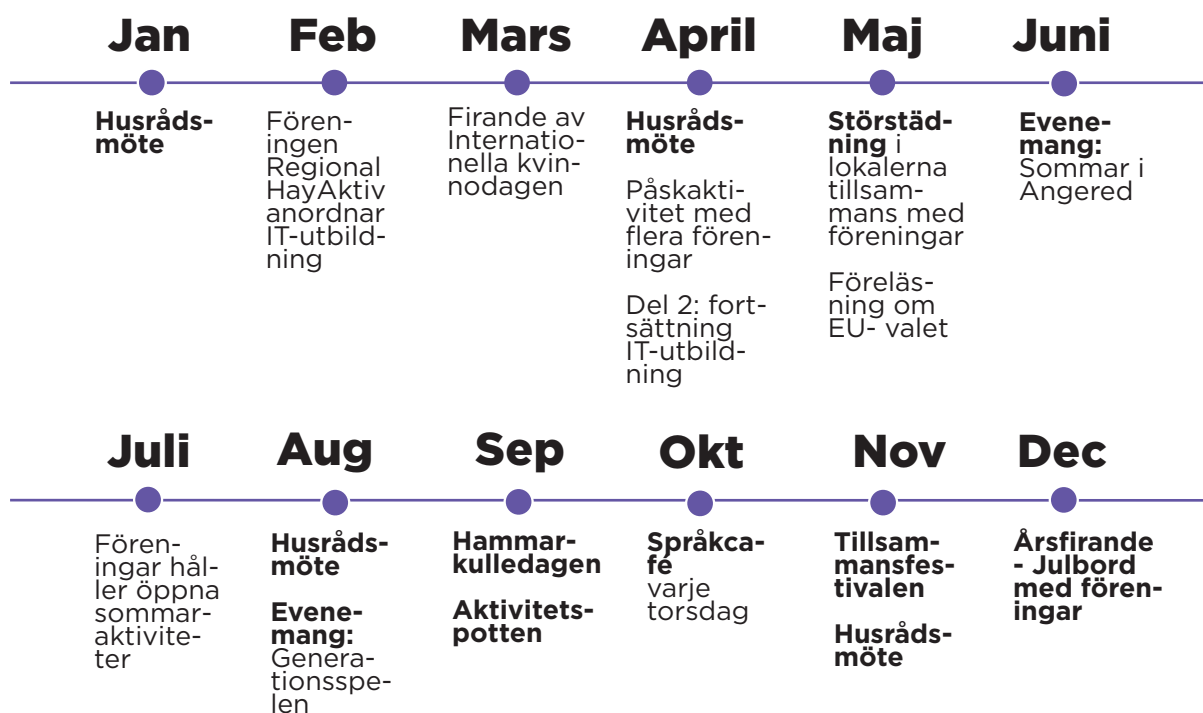 Jan
Feb
Mars
April
Maj
Juni
Husråds-
möte
Fören-
ingen
Regional
HayAktiv
anordnar
IT-utbild-
ning
Firande av
Internatio-
nella kvin-
nodagen
Husråds-
möte
Påskakti-
vitet med
flera fören-
ingar
Del 2: fort-
sättning
IT-utbild-
ning
Störstäd-
ning i
lokalerna
tillsam-
mans med
föreningar
Föreläs-
ning om
EU- valet
Evene-
mang:
Sommar i
Angered
Juli
Aug
Sep
Okt
Nov
Dec
Fören-
ingar hål-
ler öppna
sommar-
aktivite-
ter
Husråds-
möte
Evene-
mang:
Genera-
tionsspe-
len
Hammar-
kulledagen
Aktivitets-
potten
Språkca-
fé
varje
torsdag
Tillsam-
mansfes-
tivalen
Husråds-
möte
Årsfirande
- Julbord
med fören-
ingar